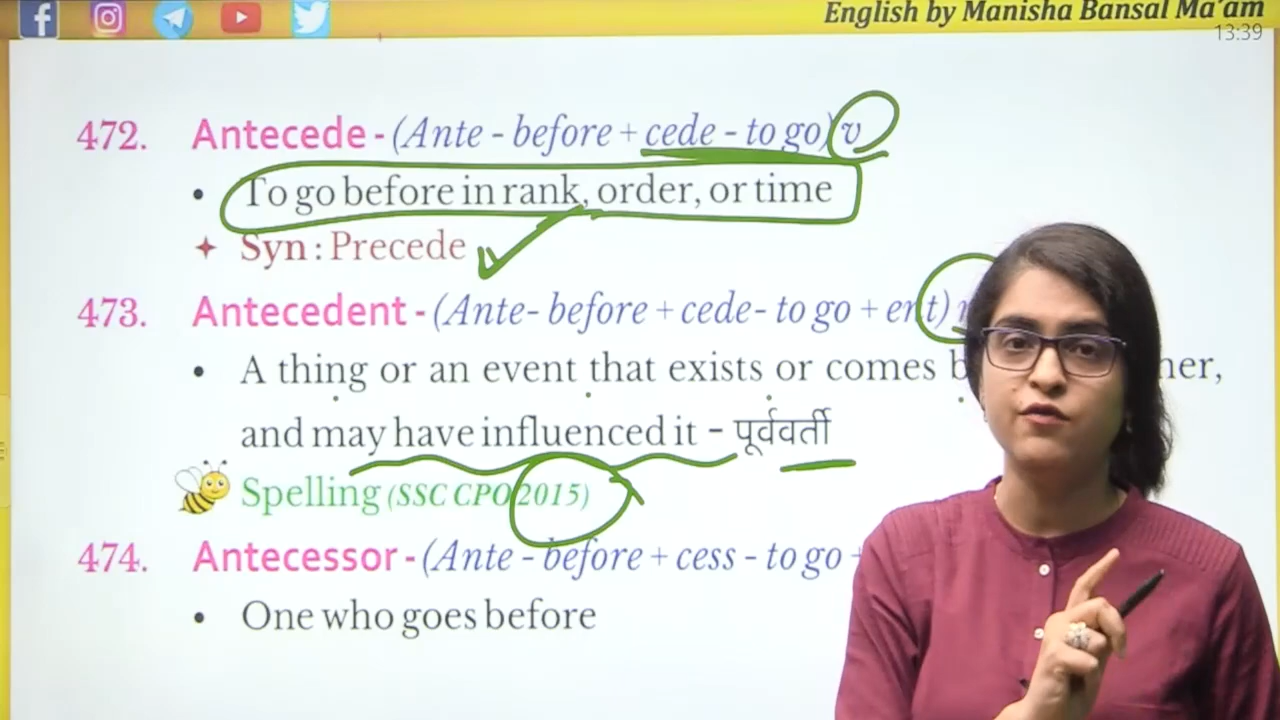 English by Manisha Bansal Ma'am
13:39
472. Antecede - (Ante - before + cede - to go) v
• To go before in rank, order, or time
Syn : Precede
473. Antecedent - (Ante- before + cede- to go + ent)
• A thing or an event that exists or comes
and may have influenced it - पूर्ववर्ती
Spelling (SSC CPO 2015)
474. Antecessor - (Ante - before + cess - to go +
• One who goes before